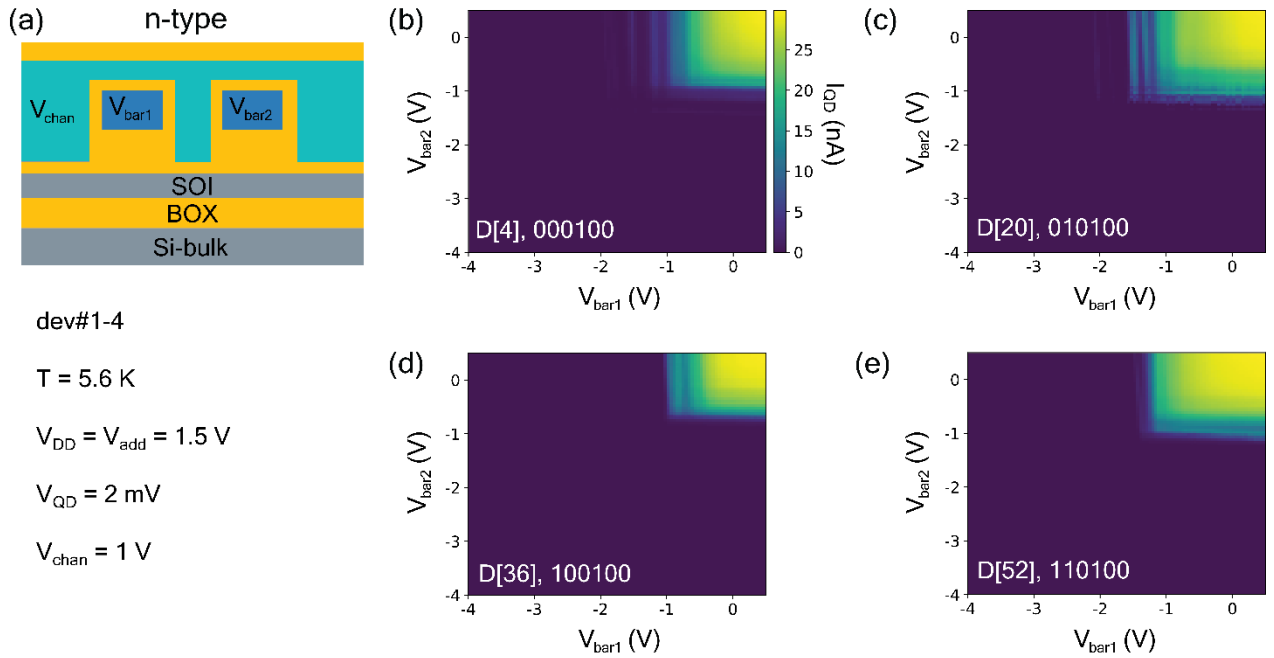 (a)
n-type
V_chan
V_bar1
V_bar2
SOI
BOX
Si-bulk
dev#1-4
T = 5.6 K
V_DD = V_add = 1.5 V
V_QD = 2 mV
V_chan = 1 V
(b)
V_bar2 (V)
0
-1
-2
-3
-4
D[4], 000100
-4 -3 -2 -1 0
V_bar1 (V)
I_QD (nA)
25
20
15
10
5
0
(c)
V_bar2 (V)
0
-1
-2
-3
-4
D[20], 010100
-4 -3 -2 -1 0
V_bar1 (V)
(d)
V_bar2 (V)
0
-1
-2
-3
-4
D[36], 100100
-4 -3 -2 -1 0
V_bar1 (V)
(e)
V_bar2 (V)
0
-1
-2
-3
-4
D[52], 110100
-4 -3 -2 -1 0
V_bar1 (V)